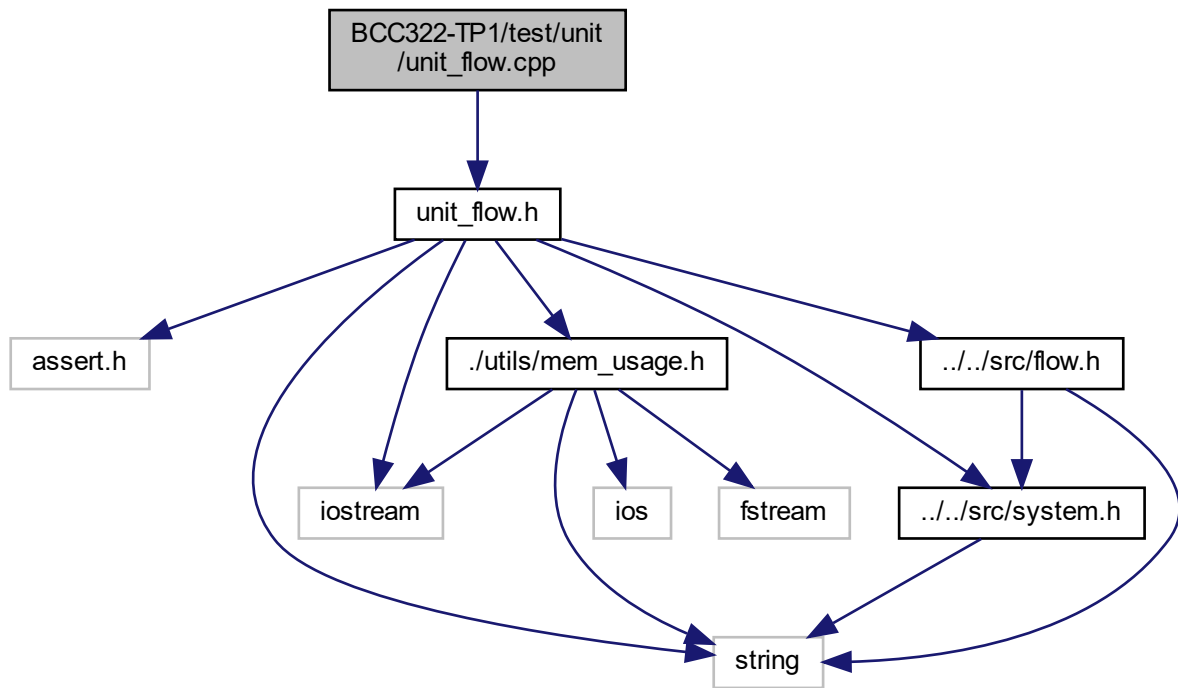 BCC322-TP1/test/unit
/unit_flow.cpp
unit_flow.h
assert.h
./utils/mem_usage.h
../../src/flow.h
iostream
ios
fstream
../../src/system.h
string